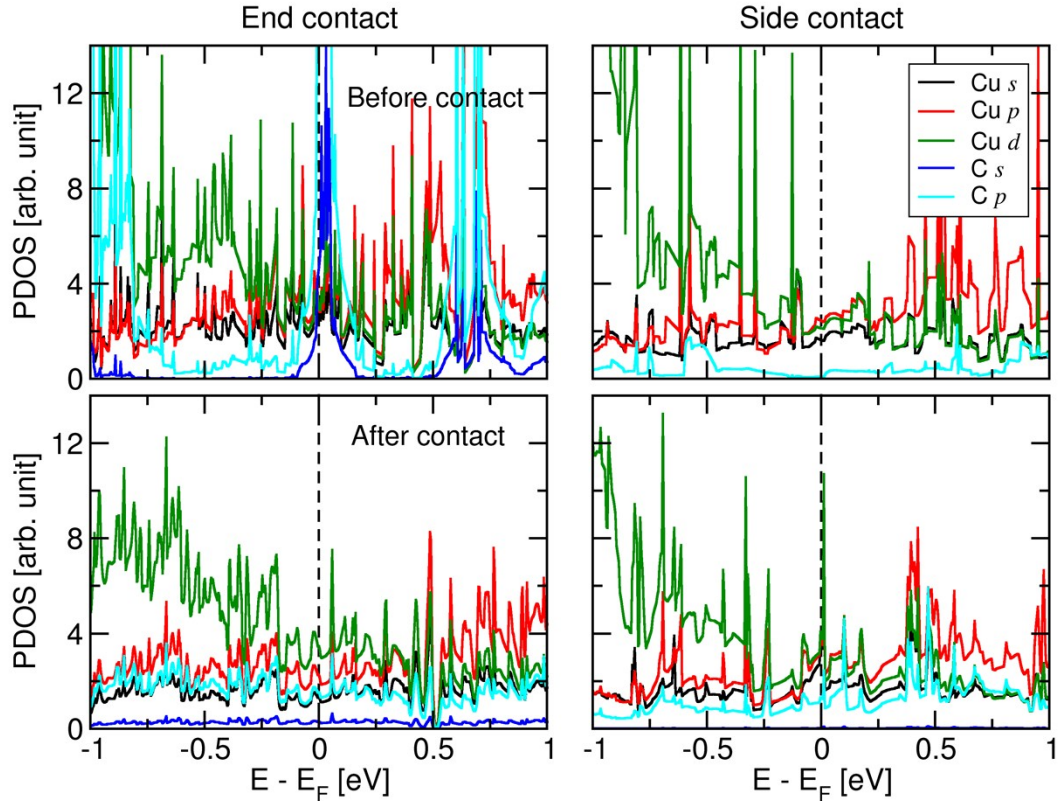 End contact
Side contact
PDOS [arb. unit]
12
8
4
0
Before contact
Cu s
Cu p
Cu d
C s
C p
PDOS [arb. unit]
12
8
4
0
After contact
-1 -0.5 0 0.5 1
-1 -0.5 0 0.5 1
E - E_F [eV]
E - E_F [eV]